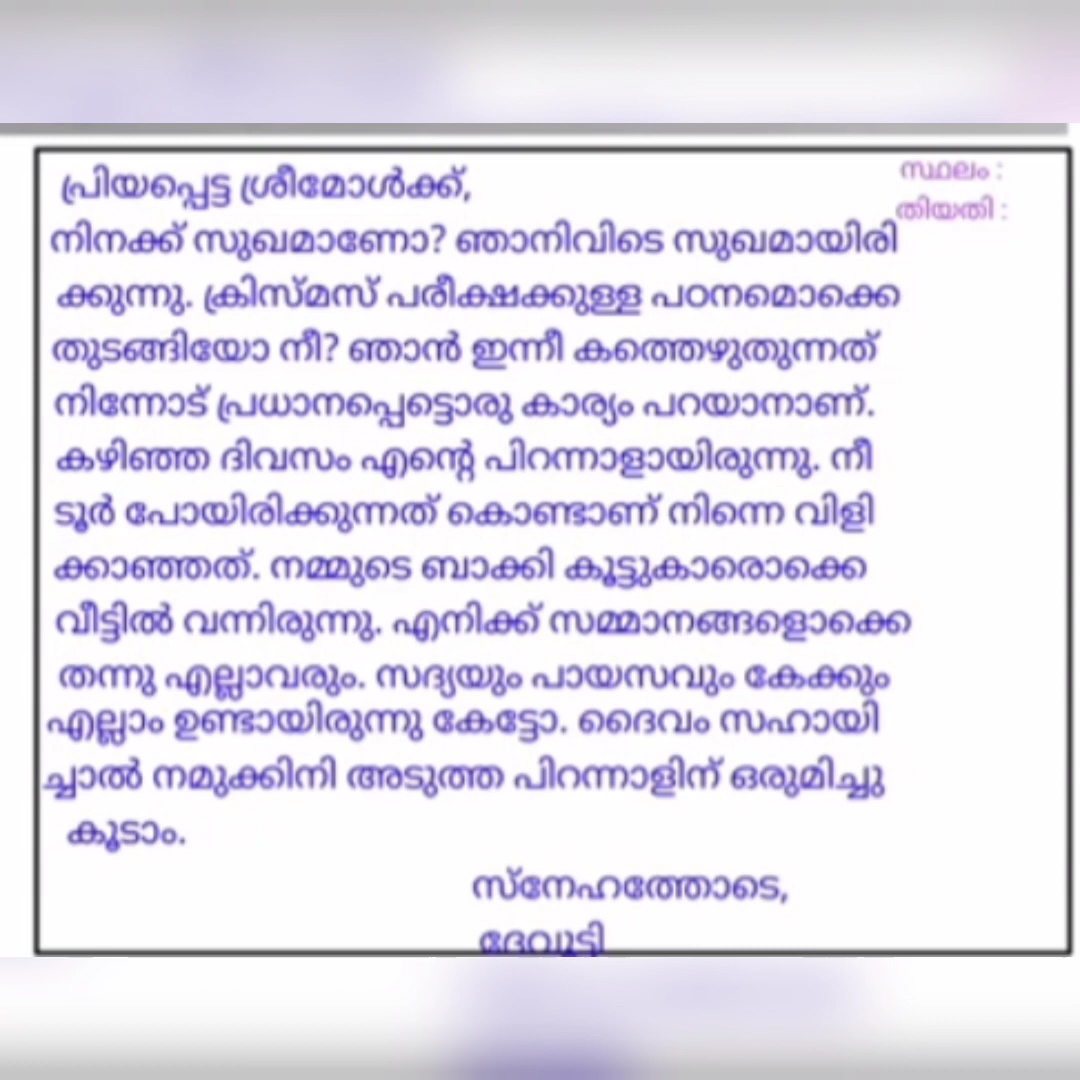 സ്ഥലം :
തിയതി :
പ്രിയപ്പെട്ട ശ്രീമോൾക്ക്,
നിനക്ക് സുഖമാണോ? ഞാനിവിടെ സുഖമായിരി
ക്കുന്നു. ക്രിസ്മസ് പരീക്ഷക്കുള്ള പഠനമൊക്കെ
തുടങ്ങിയോ നീ? ഞാൻ ഇന്നീ കത്തെഴുതുന്നത്
നിന്നോട് പ്രധാനപ്പെട്ടൊരു കാര്യം പറയാനാണ്.
കഴിഞ്ഞ ദിവസം എന്റെ പിറന്നാളായിരുന്നു. നീ
ടൂർ പോയിരിക്കുന്നത് കൊണ്ടാണ് നിന്നെ വിളി
ക്കാഞ്ഞത്. നമ്മുടെ ബാക്കി കൂട്ടുകാരൊക്കെ
വീട്ടിൽ വന്നിരുന്നു. എനിക്ക് സമ്മാനങ്ങളൊക്കെ
തന്നു എല്ലാവരും. സദ്യയും പായസവും കേക്കും
എല്ലാം ഉണ്ടായിരുന്നു കേട്ടോ. ദൈവം സഹായി
ച്ചാൽ നമുക്കിനി അടുത്ത പിറന്നാളിന് ഒരുമിച്ചു
കൂടാം.
സ്നേഹത്തോടെ,
ദേവൂട്ടി